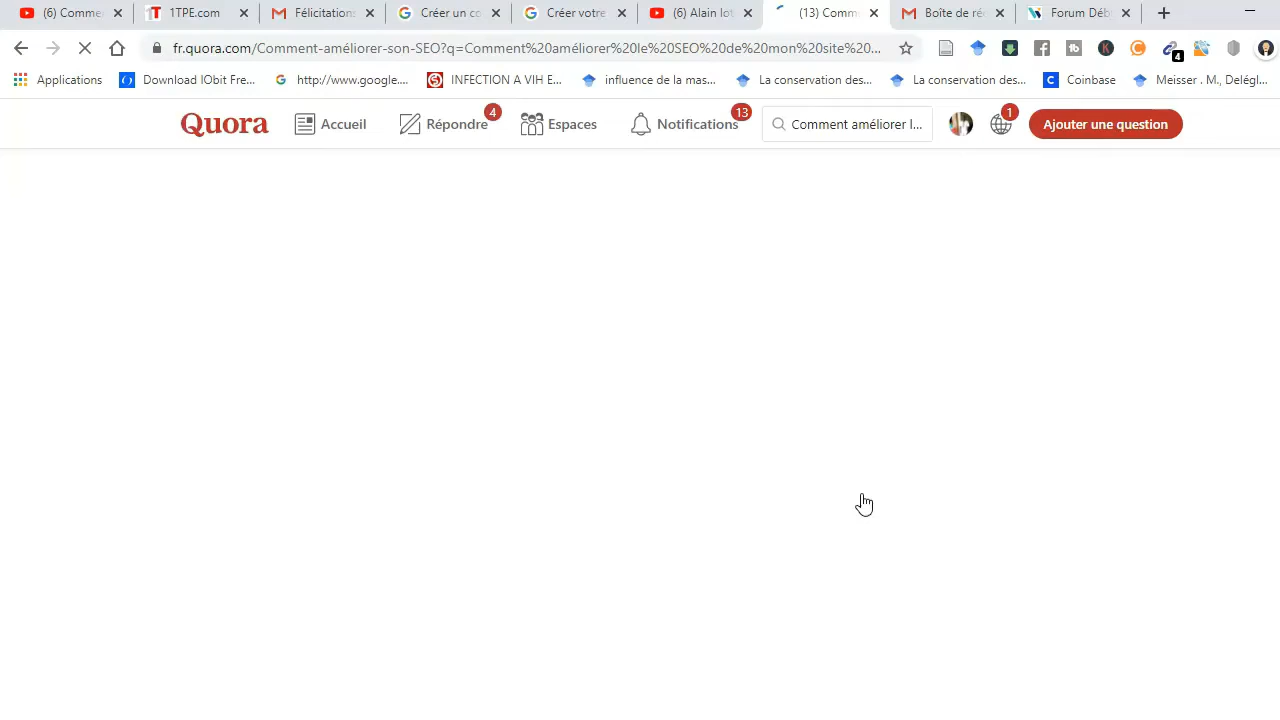 (6) Comme
1TPE.com
Félicitations
Créer un co
Créer votre
(6) Alain lot
(13) Comm
Boîte de ré
Forum Déb
fr.quora.com/Comment-améliorer-son-SEO?q=Comment%20améliorer%20le%20SEO%20de%20mon%20site%20...
4
Applications
Download IObit Fre...
http://www.google....
INFECTION A VIH E...
influence de la mas...
La conservation des...
La conservation des...
Coinbase
Meisser . M., Delégl...
Quora
Accueil
Répondre
4
Espaces
Notifications
13
Comment améliorer l...
1
Ajouter une question